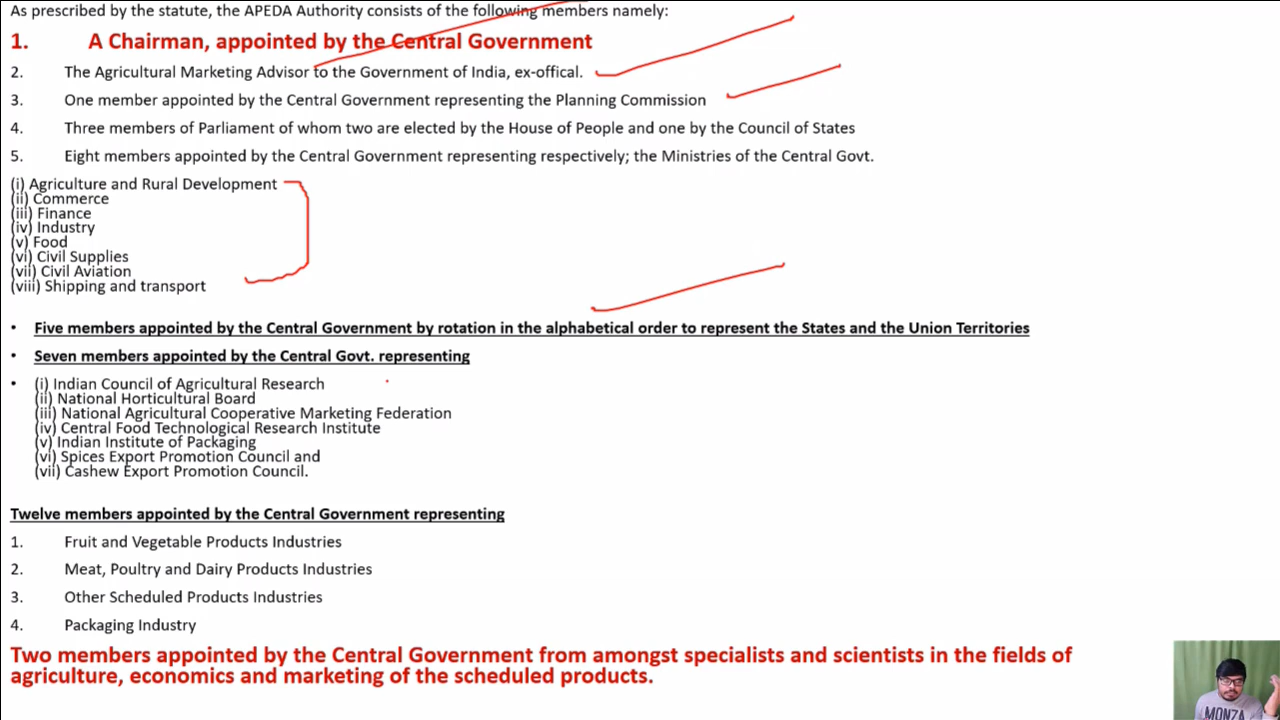 As prescribed by the statute, the APEDA Authority consists of the following members namely:
1. A Chairman, appointed by the Central Government
2. The Agricultural Marketing Advisor to the Government of India, ex-offical.
3. One member appointed by the Central Government representing the Planning Commission
4. Three members of Parliament of whom two are elected by the House of People and one by the Council of States
5. Eight members appointed by the Central Government representing respectively; the Ministries of the Central Govt.
(i) Agriculture and Rural Development
(ii) Commerce
(iii) Finance
(iv) Industry
(v) Food
(vi) Civil Supplies
(vii) Civil Aviation
(viii) Shipping and transport
• Five members appointed by the Central Government by rotation in the alphabetical order to represent the States and the Union Territories
• Seven members appointed by the Central Govt. representing
• (i) Indian Council of Agricultural Research
(ii) National Horticultural Board
(iii) National Agricultural Cooperative Marketing Federation
(iv) Central Food Technological Research Institute
(v) Indian Institute of Packaging
(vi) Spices Export Promotion Council and
(vii) Cashew Export Promotion Council.
Twelve members appointed by the Central Government representing
1. Fruit and Vegetable Products Industries
2. Meat, Poultry and Dairy Products Industries
3. Other Scheduled Products Industries
4. Packaging Industry
Two members appointed by the Central Government from amongst specialists and scientists in the fields of
agriculture, economics and marketing of the scheduled products.
MONZA